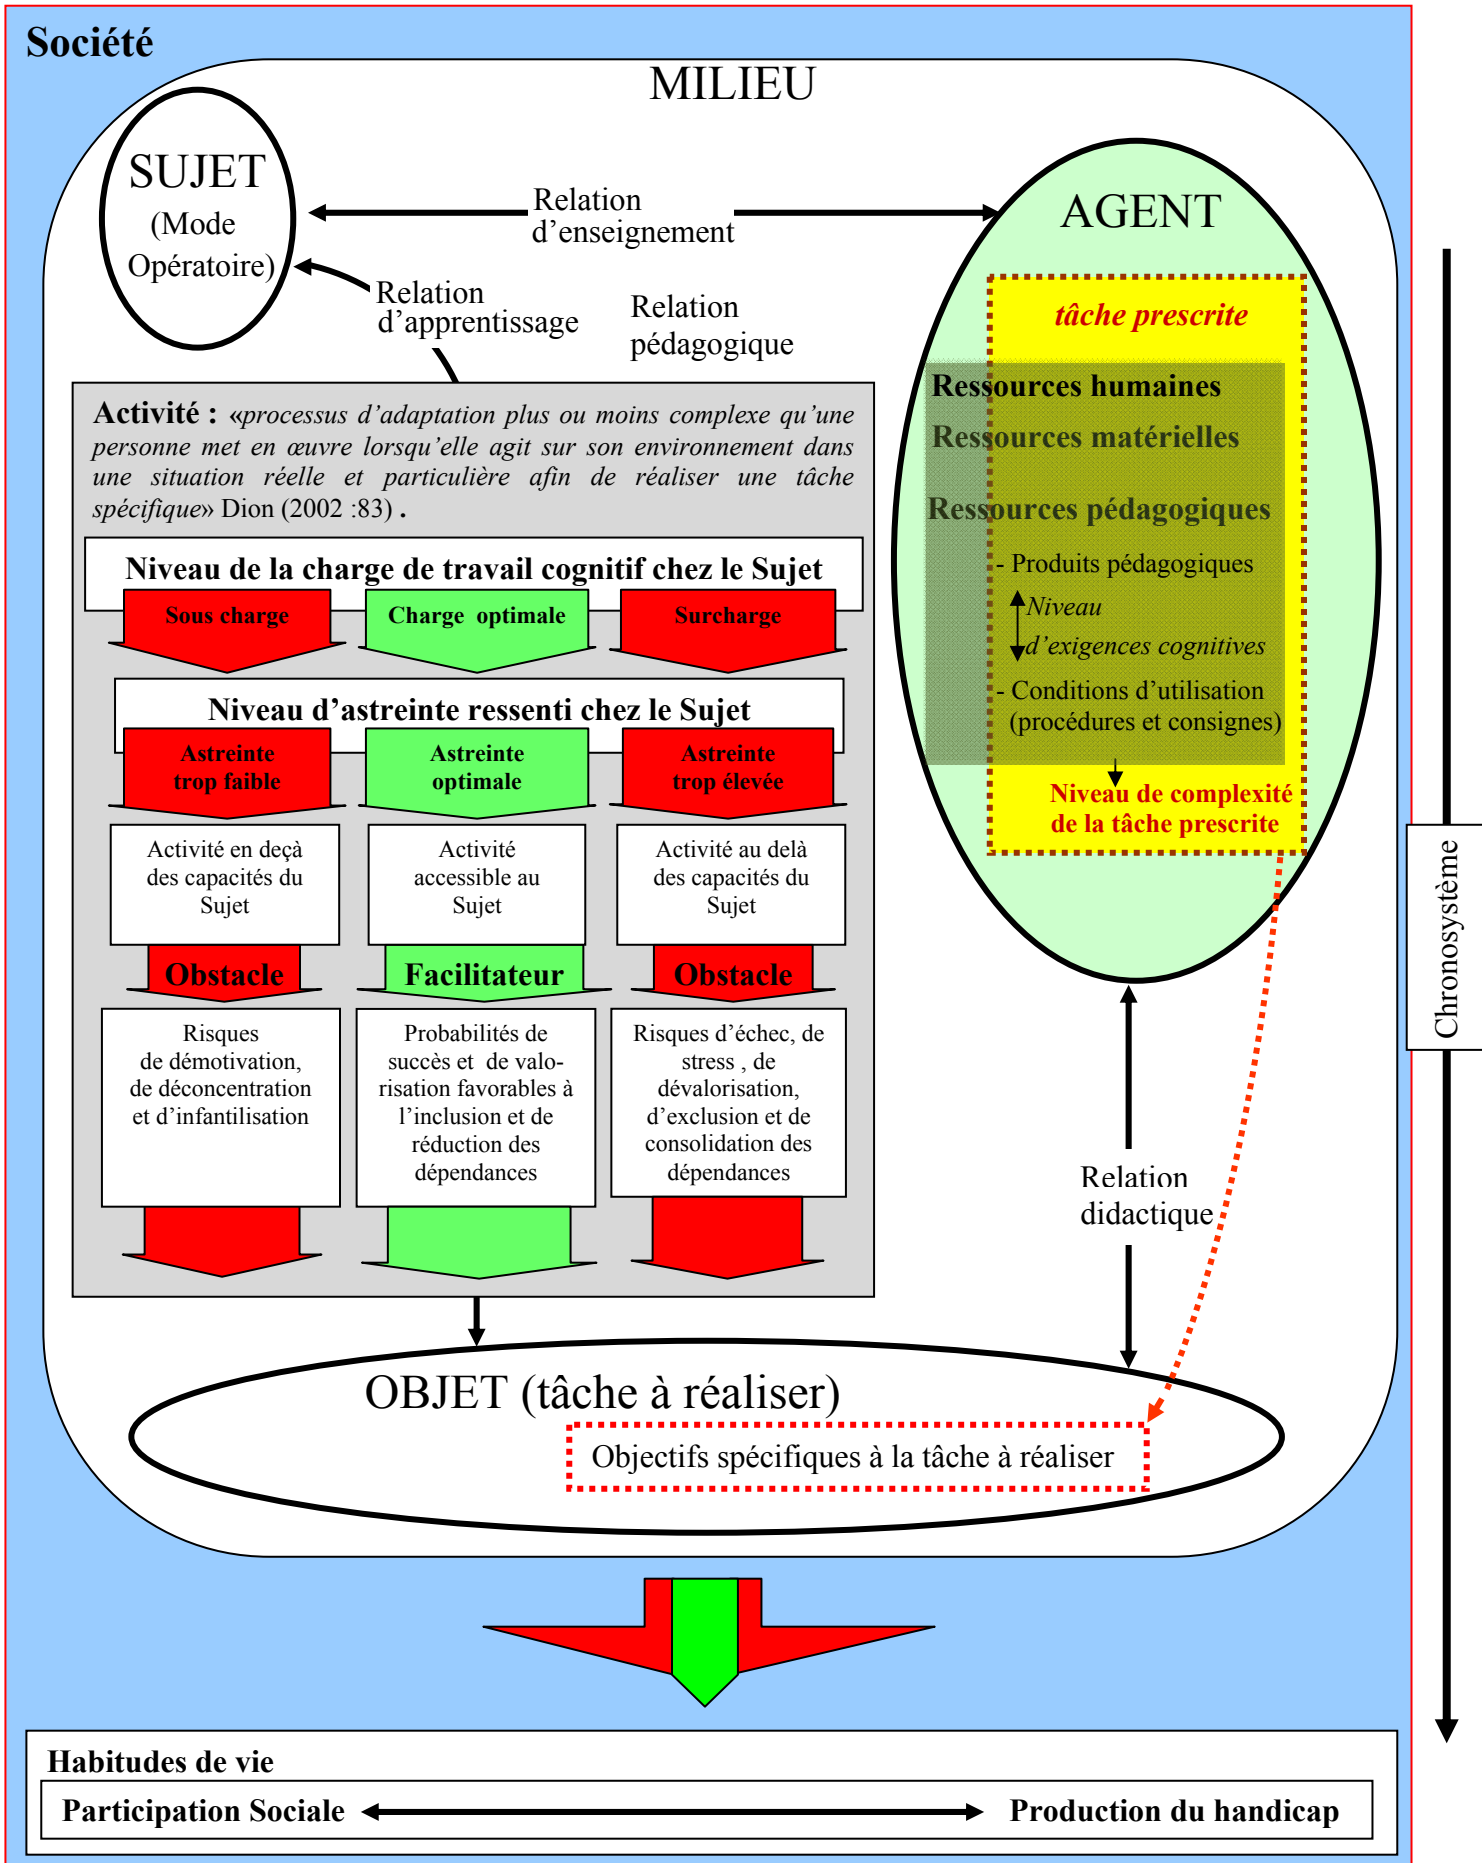 Société
MILIEU
SUJET
(Mode
Opératoire)
Relation
d’enseignement
AGENT
Relation
d’apprentissage
Relation
pédagogique
tâche prescrite
Ressources humaines
Ressources matérielles
Ressources pédagogiques
- Produits pédagogiques
Niveau
d’exigences cognitives
- Conditions d’utilisation
(procédures et consignes)
Niveau de complexité
de la tâche prescrite
Activité : «processus d’adaptation plus ou moins complexe qu’une
personne met en œuvre lorsqu’elle agit sur son environnement dans
une situation réelle et particulière afin de réaliser une tâche
spécifique» Dion (2002 :83) .
Niveau de la charge de travail cognitif chez le Sujet
Sous charge
Charge optimale
Surcharge
Niveau d’astreinte ressenti chez le Sujet
Astreinte
trop faible
Astreinte
optimale
Astreinte
trop élevée
Activité en deçà
des capacités du
Sujet
Activité
accessible au
Sujet
Activité au delà
des capacités du
Sujet
Obstacle
Facilitateur
Obstacle
Risques
de démotivation,
de déconcentration
et d’infantilisation
Probabilités de
succès et de valo-
risation favorables à
l’inclusion et de
réduction des
dépendances
Risques d’échec, de
stress , de
dévalorisation,
d’exclusion et de
consolidation des
dépendances
Relation
didactique
Chronosystème
OBJET (tâche à réaliser)
Objectifs spécifiques à la tâche à réaliser
Habitudes de vie
Participation Sociale
Production du handicap